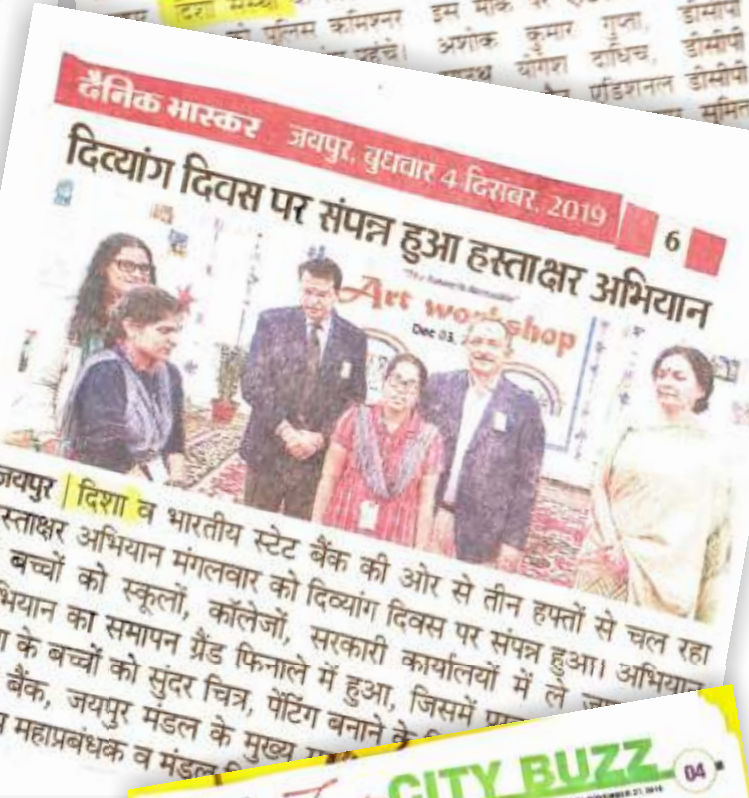 दिशा संस्था
को पुलिस कमिश्नर
इस मौके पर
पहुंचे। अशोक कुमार गुप्ता, डीसीपी
योगेश दाधिच, डीसीपी
एडिशनल डीसीपी
सुमित
दैनिक भास्कर जयपुर, बुधवार 4 दिसंबर, 2019 6
दिव्यांग दिवस पर संपन्न हुआ हस्ताक्षर अभियान
Art workshop
Dec 03,
जयपुर | दिशा व भारतीय स्टेट बैंक की ओर से तीन हफ्तों से चल रहा
स्ताक्षर अभियान मंगलवार को दिव्यांग दिवस पर संपन्न हुआ। अभियान
बच्चों को स्कूलों, कॉलेजों, सरकारी कार्यालयों में ले
भियान का समापन ग्रैंड फिनाले में हुआ, जिसमें
के बच्चों को सुंदर चित्र, पेंटिंग बनाने के
बैंक, जयपुर मंडल के मुख्य
महाप्रबंधक व मंडल
CITY BUZZ 04